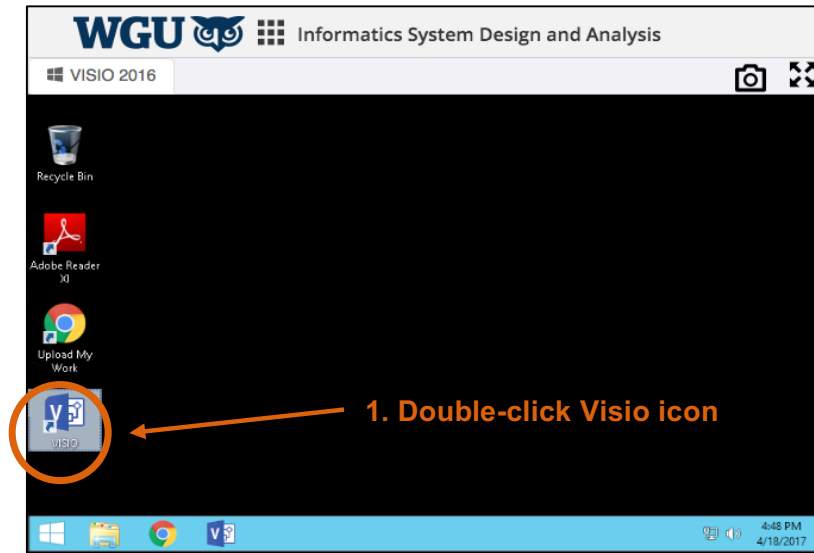 WGU Informatics System Design and Analysis
VISIO 2016
Recycle Bin
Adobe Reader
XI
Upload My
Work
VISIO
1. Double-click Visio icon
4:48 PM
4/18/2017